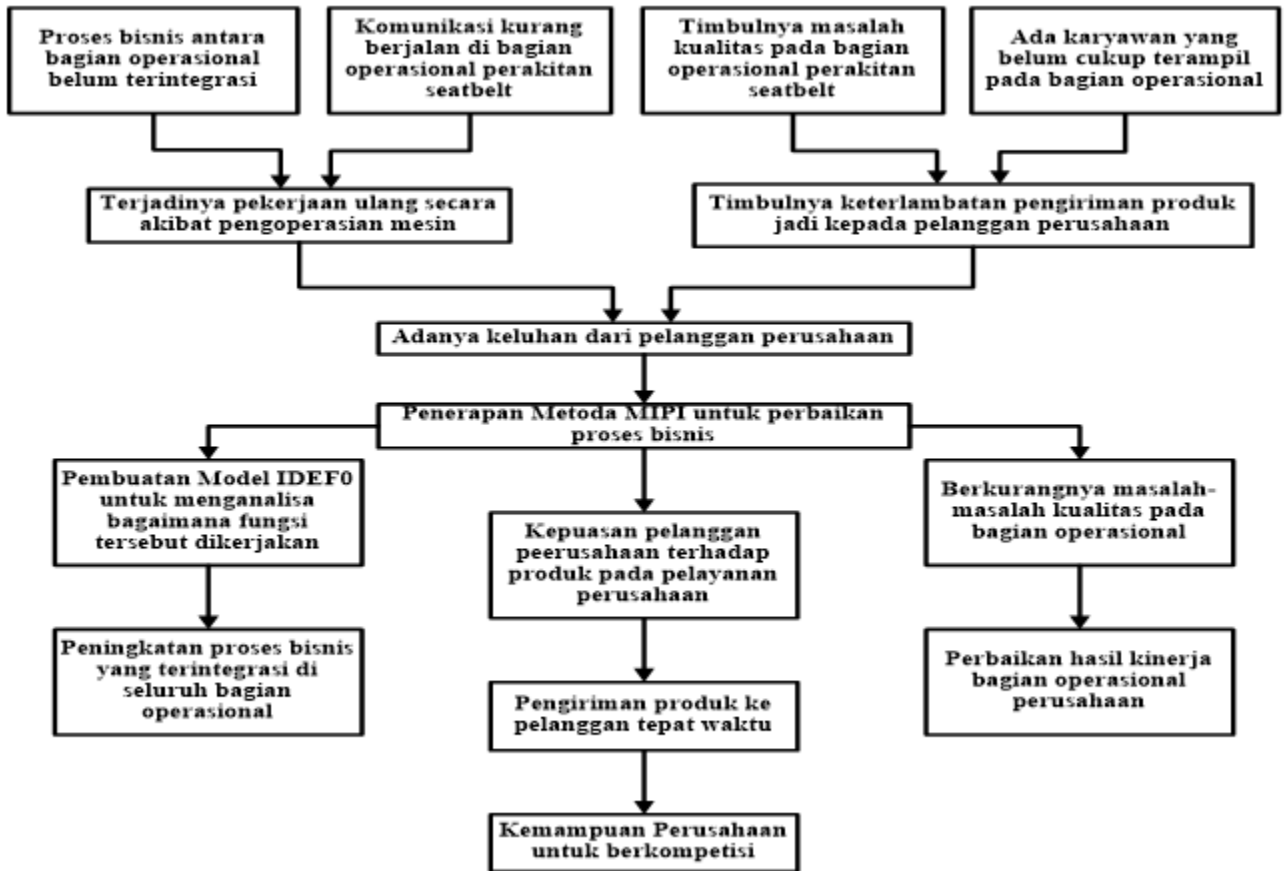 Proses bisnis antara
bagian operasional
belum terintegrasi
Komunikasi kurang
berjalan di bagian
operasional perakitan
seatbelt
Timbulnya masalah
kualitas pada bagian
operasional perakitan
seatbelt
Ada karyawan yang
belum cukup terampil
pada bagian operasional
Terjadinya pekerjaan ulang secara
akibat pengoperasian mesin
Timbulnya keterlambatan pengiriman produk
jadi kepada pelanggan perusahaan
Adanya keluhan dari pelanggan perusahaan
Penerapan Metoda MIPI untuk perbaikan
proses bisnis
Pembuatan Model IDEF0
untuk menganalisa
bagaimana fungsi
tersebut dikerjakan
Kepuasan pelanggan
peerusahaan terhadap
produk pada pelayanan
perusahaan
Berkurangnya masalah-
masalah kualitas pada
bagian operasional
Peningkatan proses bisnis
yang terintegrasi di
seluruh bagian
operasional
Pengiriman produk ke
pelanggan tepat waktu
Perbaikan hasil kinerja
bagian operasional
perusahaan
Kemampuan Perusahaan
untuk berkompetisi